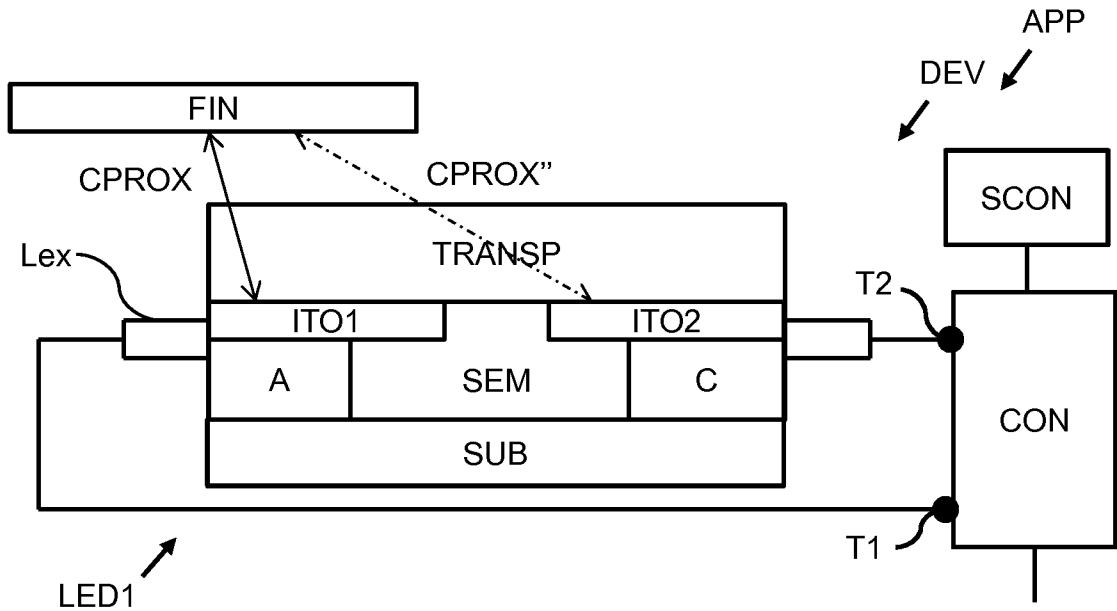 APP
DEV
FIN
CPROX
CPROX”
SCON
TRANSP
Lex
T2
ITO1
ITO2
A
SEM
C
CON
SUB
T1
LED1